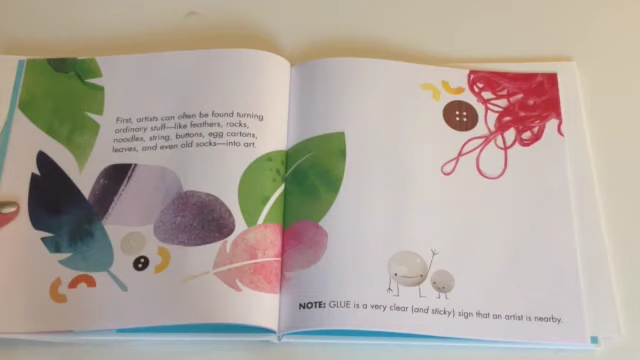 First, artists can often be found turning
ordinary stuff—like feathers, rocks,
noodles, string, buttons, egg cartons,
leaves, and even old socks—into art.
NOTE: GLUE is a very clear (and sticky) sign that an artist is nearby.